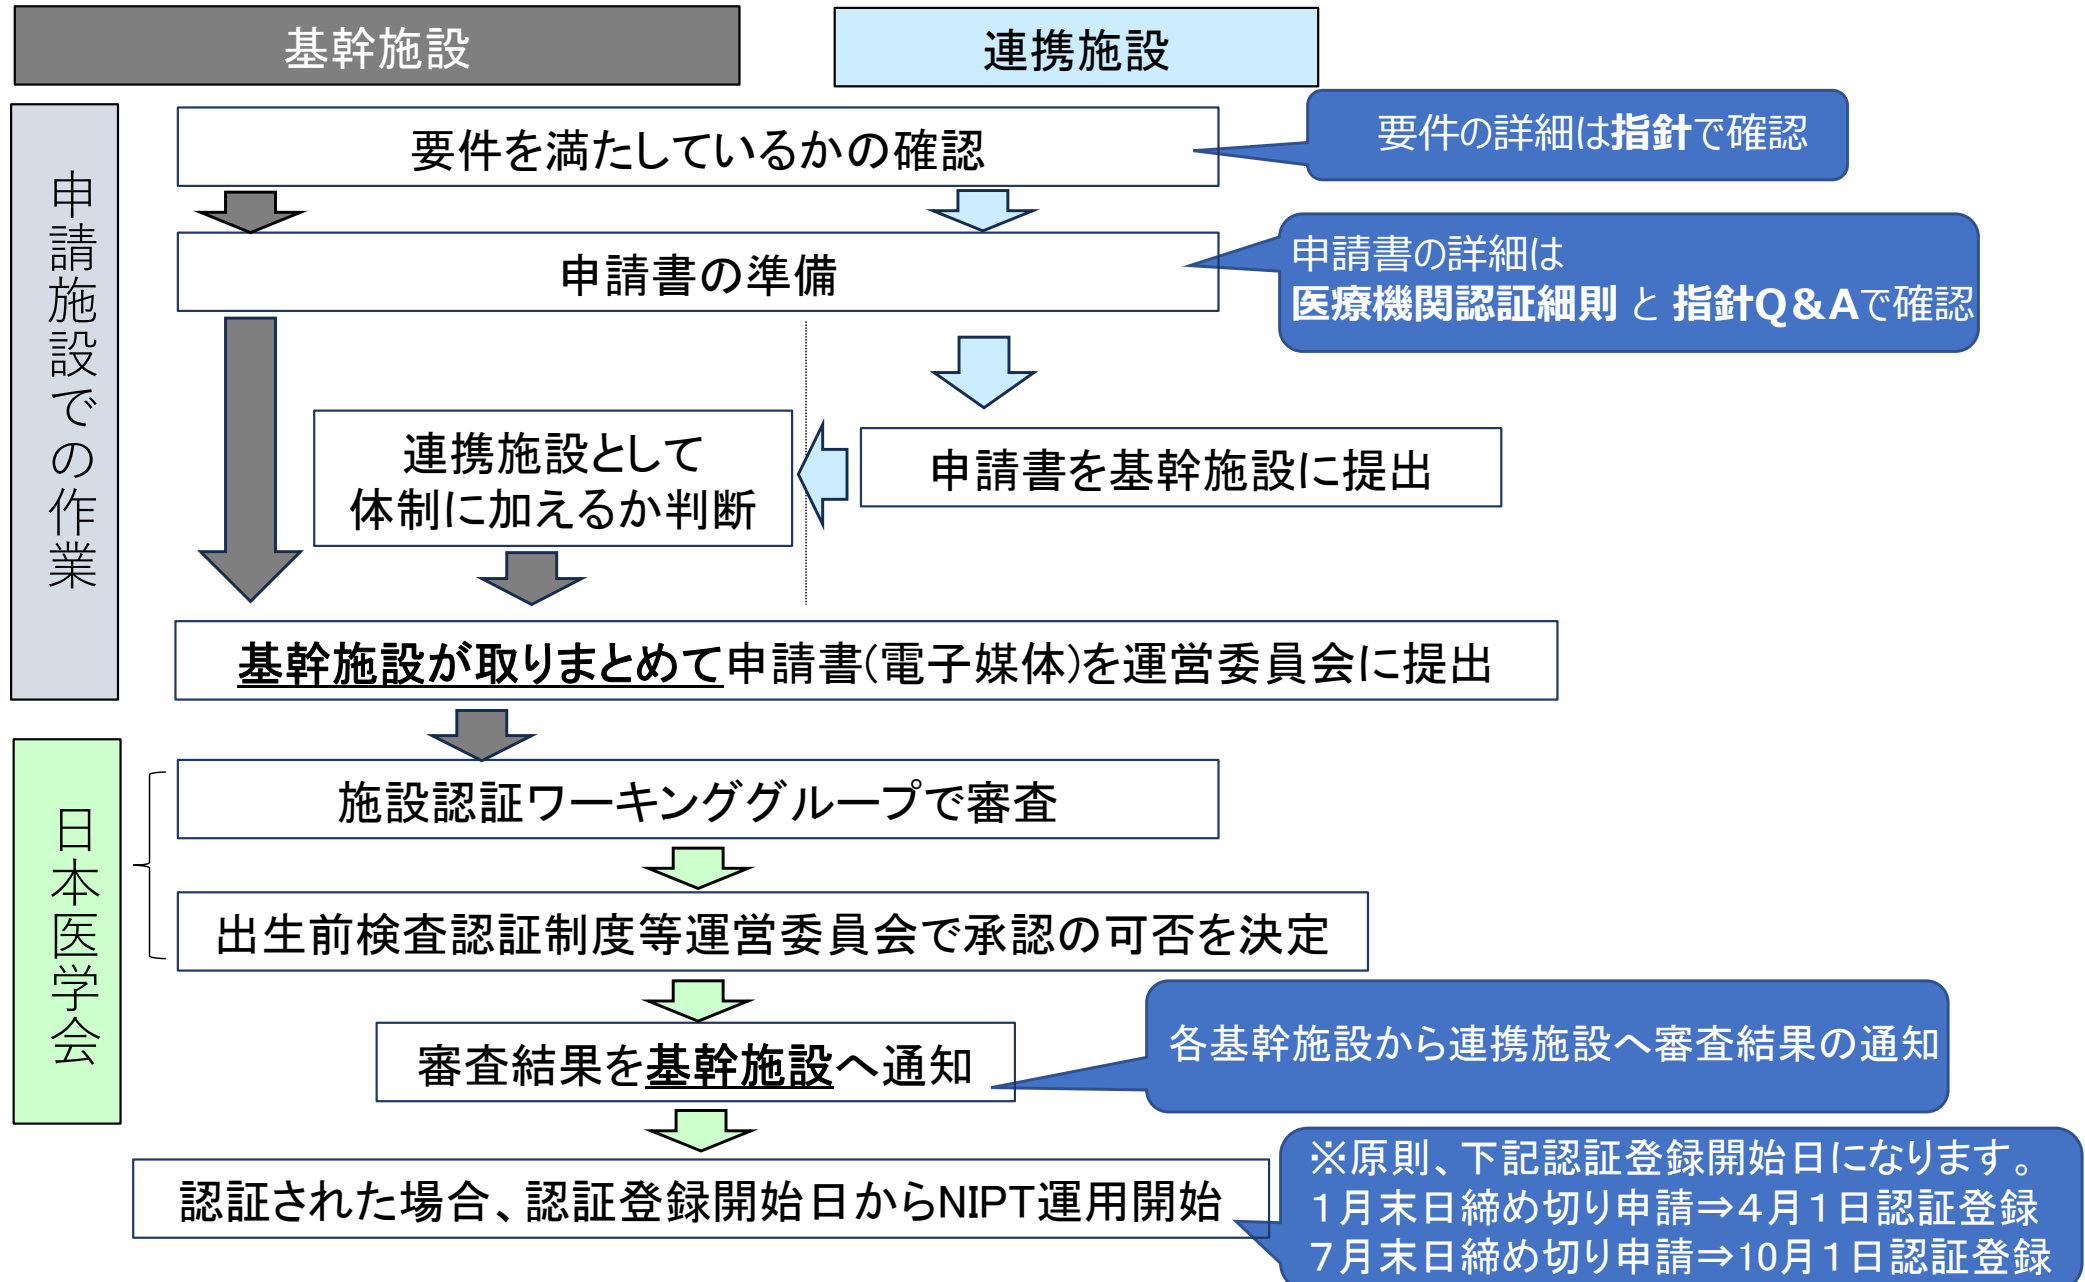 基幹施設
連携施設
申請施設での作業
要件を満たしているかの確認
要件の詳細は指針で確認
申請書の準備
申請書の詳細は
医療機関認証細則 と 指針Q&Aで確認
連携施設として
体制に加えるか判断
申請書を基幹施設に提出
基幹施設が取りまとめて申請書(電子媒体)を運営委員会に提出
日本医学会
施設認証ワーキンググループで審査
出生前検査認証制度等運営委員会で承認の可否を決定
審査結果を基幹施設へ通知
各基幹施設から連携施設へ審査結果の通知
認証された場合、認証登録開始日からNIPT運用開始
※原則、下記認証登録開始日になります。
１月末日締め切り申請⇒４月１日認証登録
７月末日締め切り申請⇒10月１日認証登録